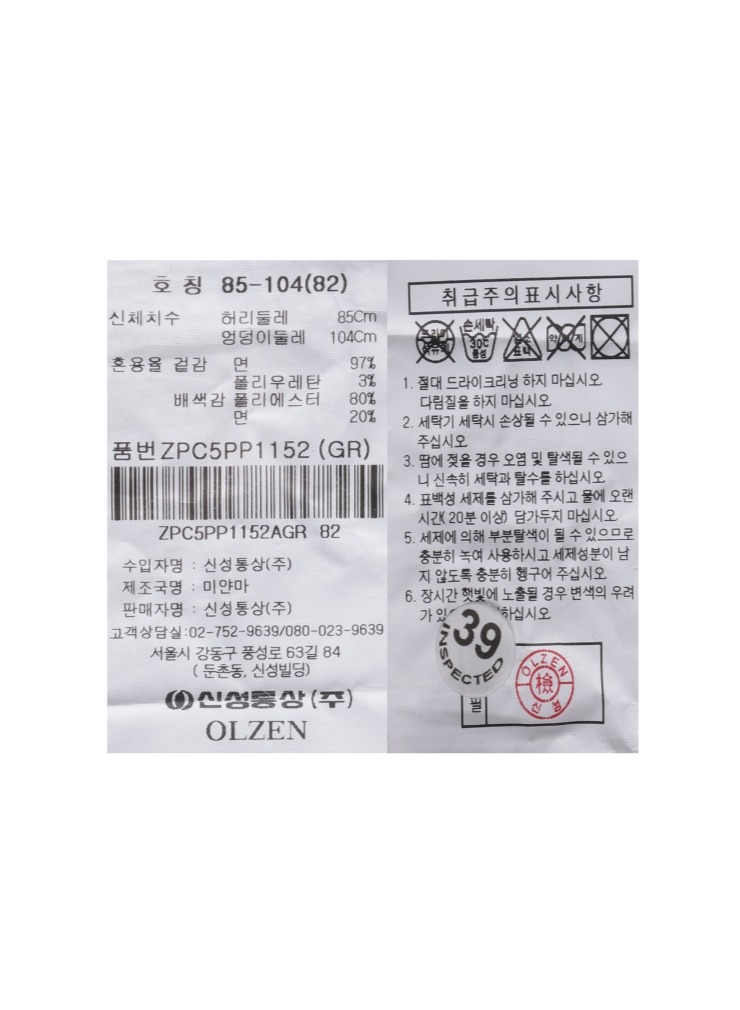 호 칭 85-104(82)
신체치수 허리둘레 85Cm
엉덩이둘레 104Cm
혼용율 겉감 면 97%
폴리우레탄 3%
배색감 폴리에스터 80%
면 20%
품번 ZPC5PP1152 (GR)
ZPC5PP1152AGR 82
수입자명 : 신성통상(주)
제조국명 : 미얀마
판매자명 : 신성통상(주)
고객상담실:02-752-9639/080-023-9639
서울시 강동구 풍성로 63길 84
( 둔촌동, 신성빌딩)
신성통상(주)
OLZEN
취급주의표시사항
손세탁
30℃
중성
표백
1. 절대 드라이크리닝 하지 마십시오.
다림질을 하지 마십시오.
2. 세탁기 세탁시 손상될 수 있으니 삼가해
주십시오.
3. 땀에 젖을 경우 오염 및 탈색될 수 있으
니 신속히 세탁과 탈수를 하십시오.
4. 표백성 세제를 삼가해 주시고 물에 오랜
시간( 20분 이상) 담가두지 마십시오.
5. 세제에 의해 부분탈색이 될 수 있으므로
충분히 녹여 사용하시고 세제성분이 남
지 않도록 충분히 헹구어 주십시오.
6. 장시간 햇빛에 노출될 경우 변색의 우려
가 있 하십시오.
39
INSPECTED
필
OLZEN
檢
신성